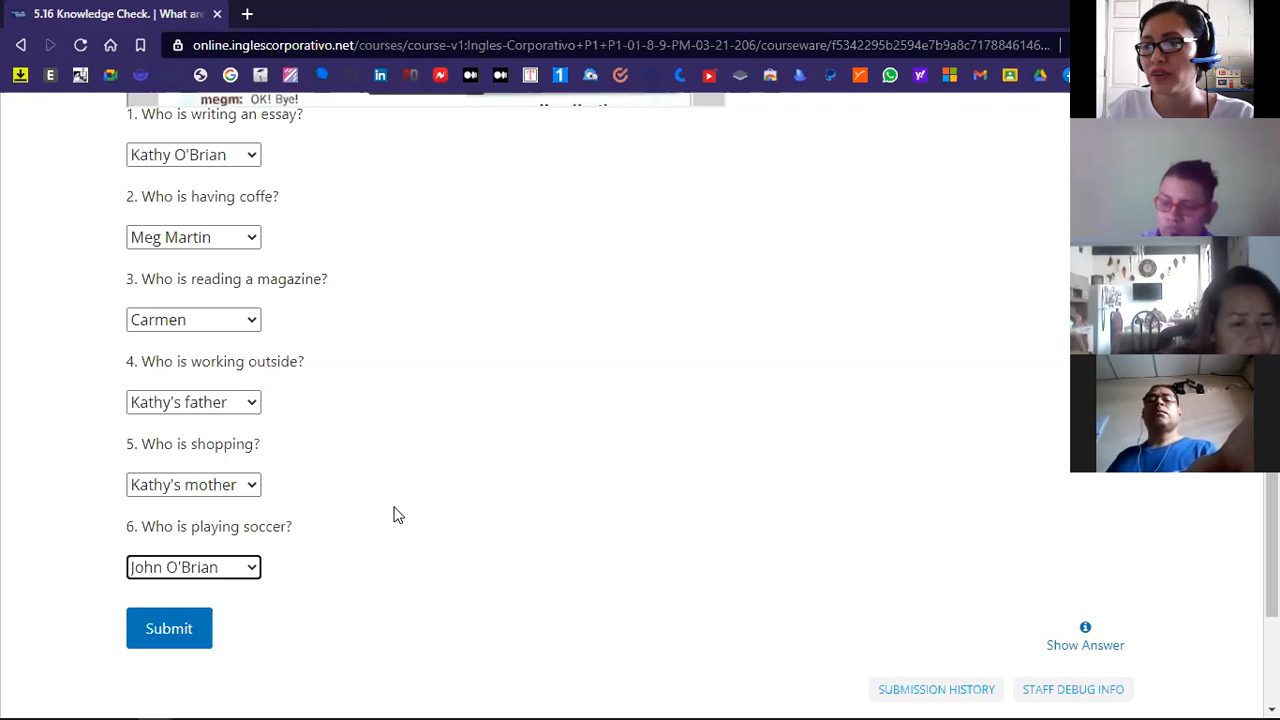 5.16 Knowledge Check. | What are
online.inglescorporativo.net/courses/course-v1:Ingles-Corporativo+P1+P1-01-8-9-PM-03-21-206/courseware/f5342295b2594e7b9a8c7178846146...
megm: OK! Bye!
1. Who is writing an essay?
Kathy O'Brian
2. Who is having coffe?
Meg Martin
3. Who is reading a magazine?
Carmen
4. Who is working outside?
Kathy's father
5. Who is shopping?
Kathy's mother
6. Who is playing soccer?
John O'Brian
Submit
Show Answer
SUBMISSION HISTORY
STAFF DEBUG INFO